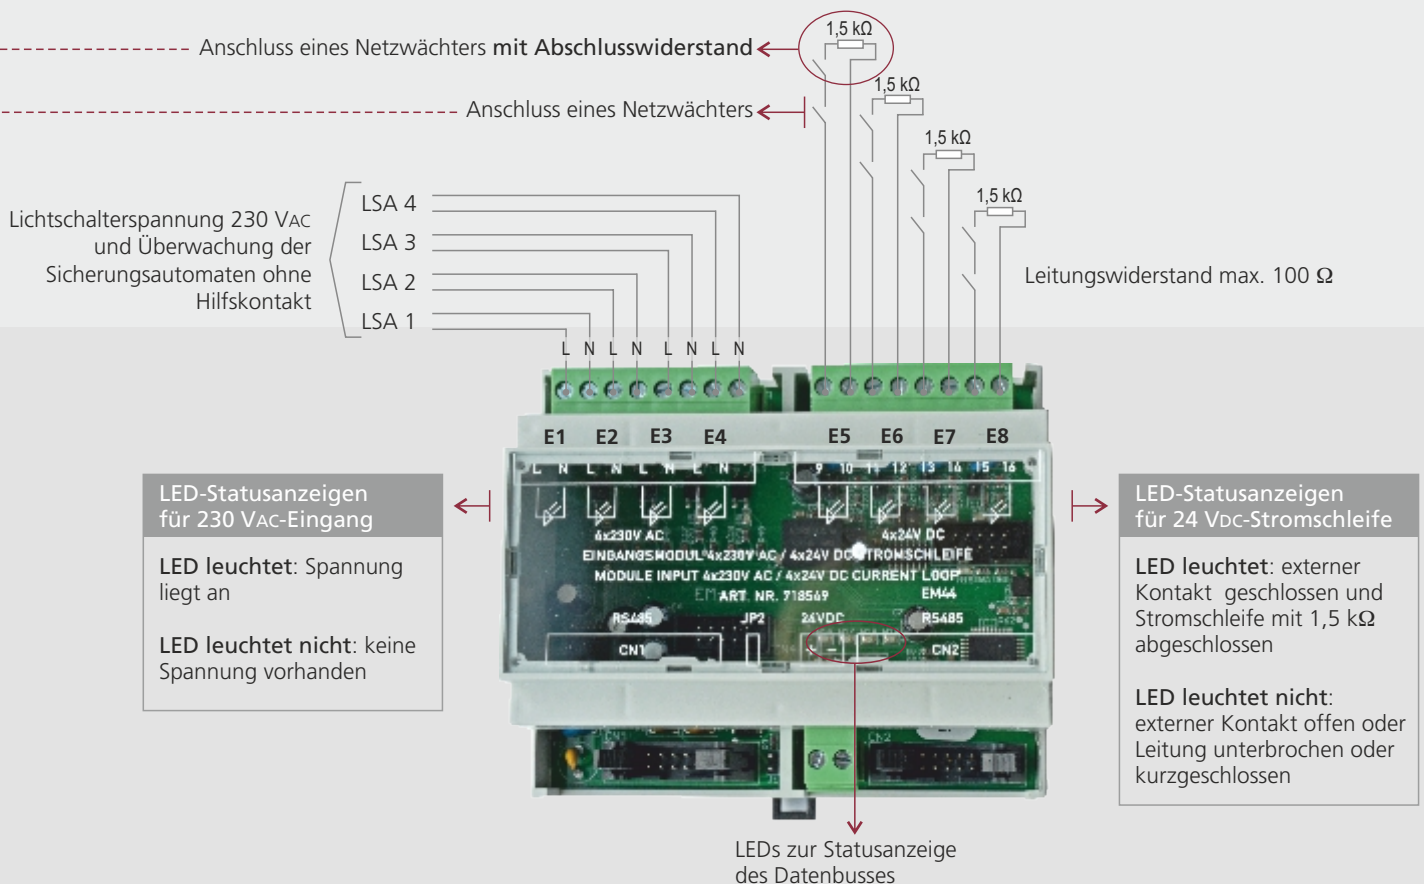 1,5 kΩ
Anschluss eines Netzwächters mit Abschlusswiderstand
1,5 kΩ
Anschluss eines Netzwächters
1,5 kΩ
1,5 kΩ
Lichtschalterspannung 230 VAC
und Überwachung der
Sicherungsautomaten ohne
Hilfskontakt
LSA 4
LSA 3
LSA 2
LSA 1
Leitungswiderstand max. 100 Ω
L N L N L N L N
E1 E2 E3 E4 E5 E6 E7 E8
L N L N L N L N 9 10 11 12 13 14 15 16
4x230V AC 4x24V DC
EINGANGSMODUL 4x230V AC / 4x24V DC STROMSCHLEIFE
MODULE INPUT 4x230V AC / 4x24V DC CURRENT LOOP
ART. NR. 718549 EM44
RS485 JP2 24VDC RS485
CN1 + - CN2
CN1 CN2
LED-Statusanzeigen
für 230 VAC-Eingang
LED leuchtet: Spannung
liegt an
LED leuchtet nicht: keine
Spannung vorhanden
LED-Statusanzeigen
für 24 VDC-Stromschleife
LED leuchtet: externer
Kontakt geschlossen und
Stromschleife mit 1,5 kΩ
abgeschlossen
LED leuchtet nicht:
externer Kontakt offen oder
Leitung unterbrochen oder
kurzgeschlossen
LEDs zur Statusanzeige
des Datenbusses